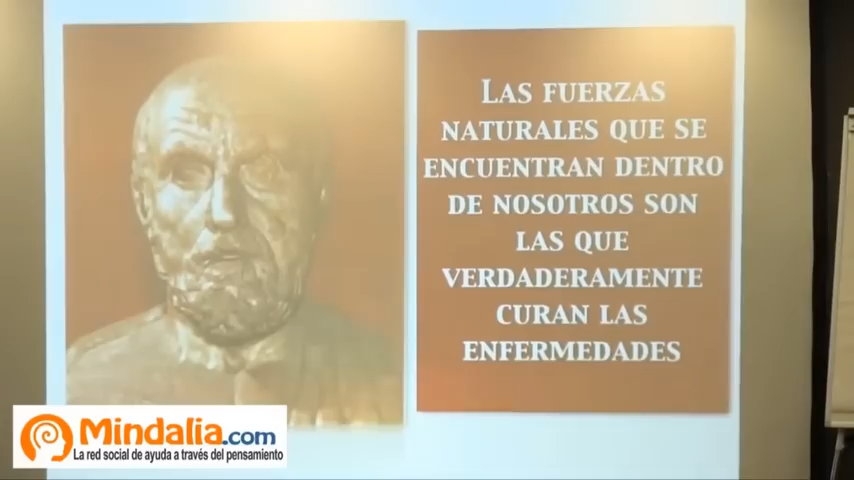 LAS FUERZAS
NATURALES QUE SE
ENCUENTRAN DENTRO
DE NOSOTROS SON
LAS QUE
VERDADERAMENTE
CURAN LAS
ENFERMEDADES
Mindalia.com
La red social de ayuda a través del pensamiento